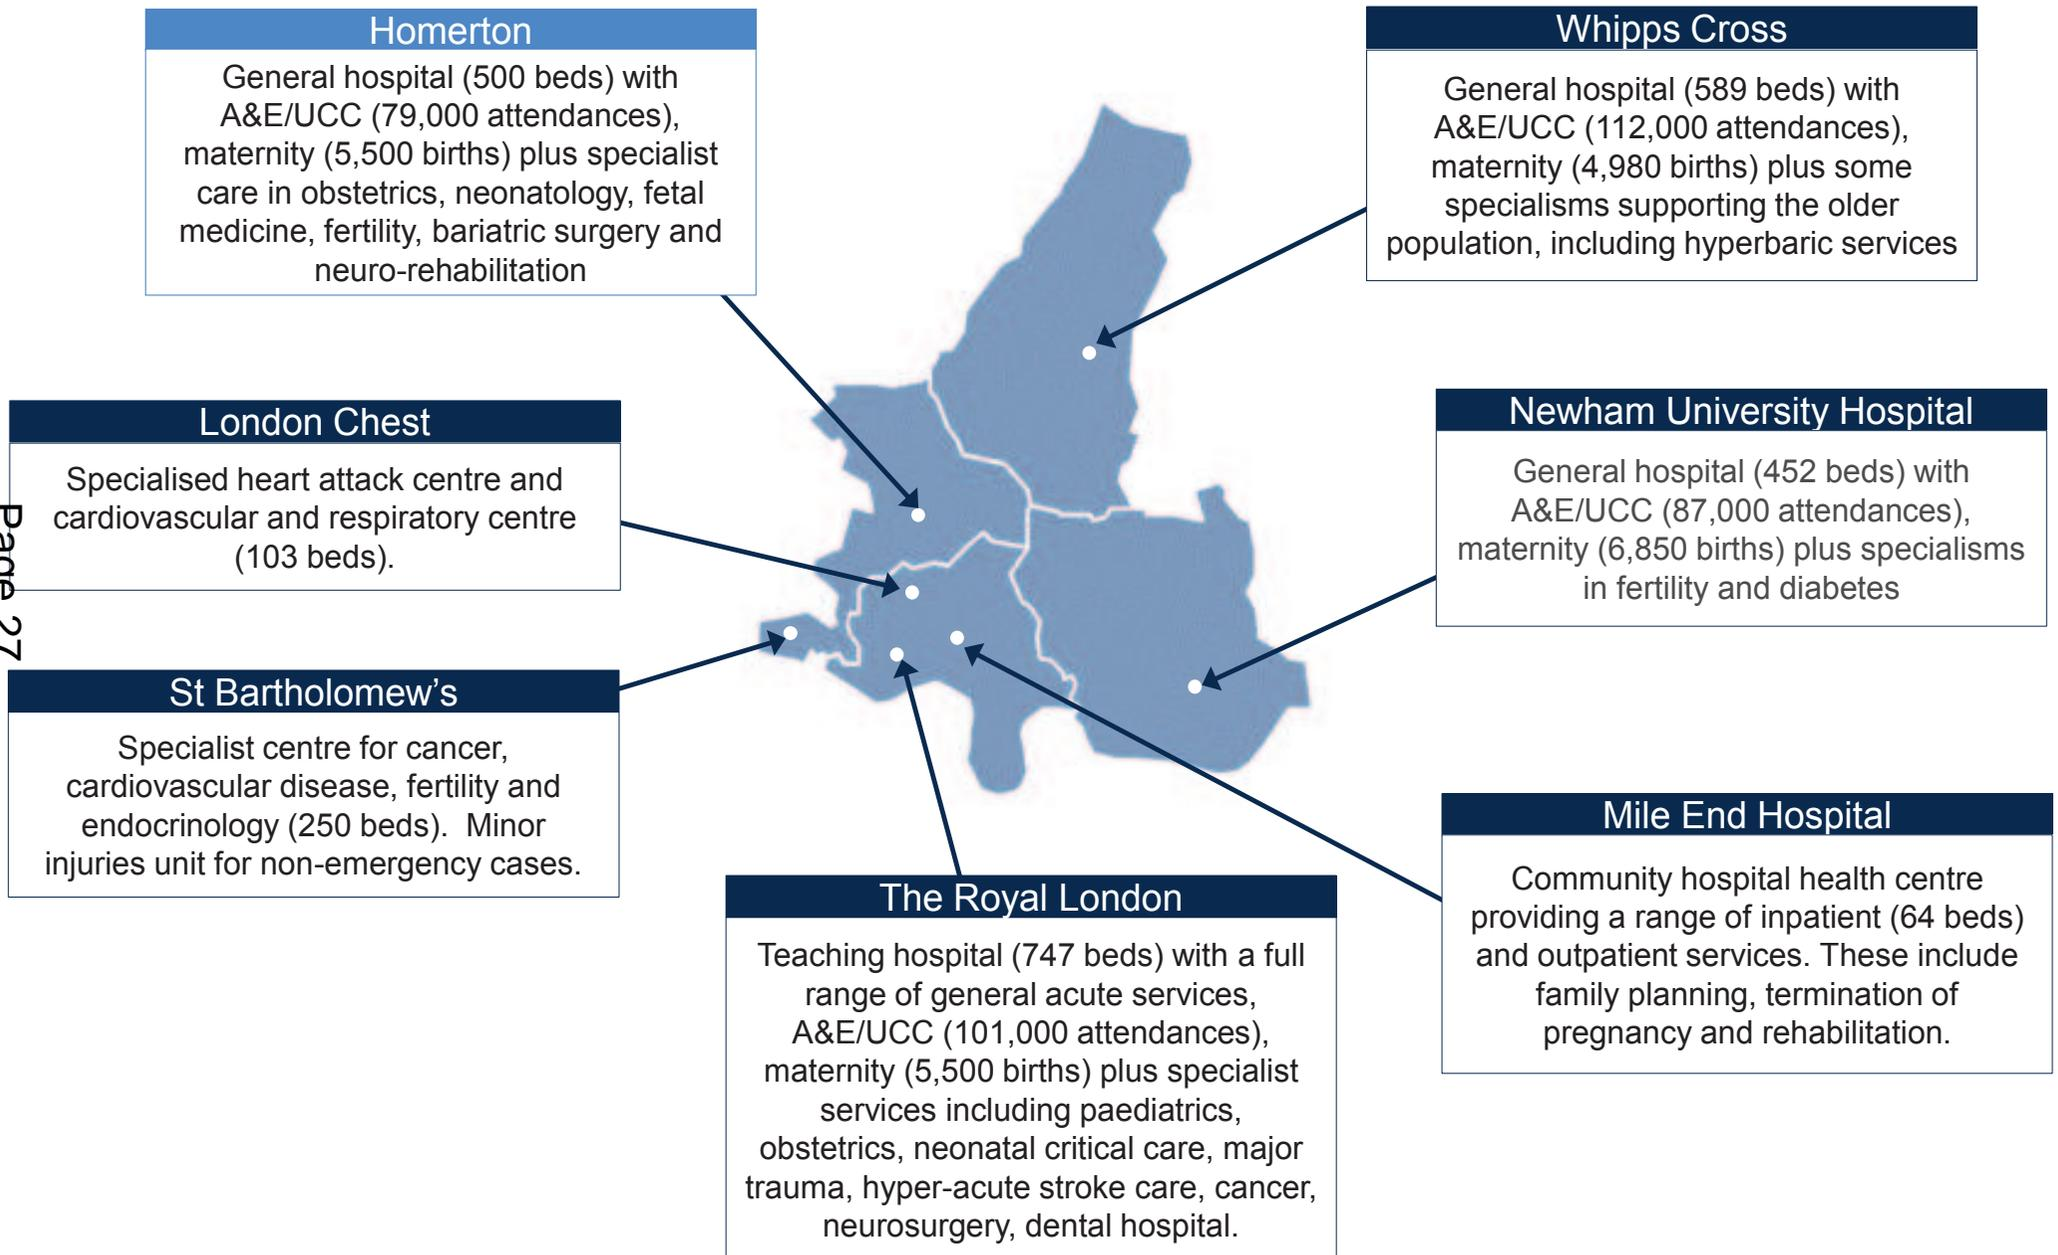 Homerton
General hospital (500 beds) with
A&E/UCC (79,000 attendances),
maternity (5,500 births) plus specialist
care in obstetrics, neonatology, fetal
medicine, fertility, bariatric surgery and
neuro-rehabilitation
Whipps Cross
General hospital (589 beds) with
A&E/UCC (112,000 attendances),
maternity (4,980 births) plus some
specialisms supporting the older
population, including hyperbaric services
London Chest
Specialised heart attack centre and
cardiovascular and respiratory centre
(103 beds).
Newham University Hospital
General hospital (452 beds) with
A&E/UCC (87,000 attendances),
maternity (6,850 births) plus specialisms
in fertility and diabetes
Page 27
St Bartholomew’s
Specialist centre for cancer,
cardiovascular disease, fertility and
endocrinology (250 beds).  Minor
injuries unit for non-emergency cases.
The Royal London
Teaching hospital (747 beds) with a full
range of general acute services,
A&E/UCC (101,000 attendances),
maternity (5,500 births) plus specialist
services including paediatrics,
obstetrics, neonatal critical care, major
trauma, hyper-acute stroke care, cancer,
neurosurgery, dental hospital.
Mile End Hospital
Community hospital health centre
providing a range of inpatient (64 beds)
and outpatient services. These include
family planning, termination of
pregnancy and rehabilitation.